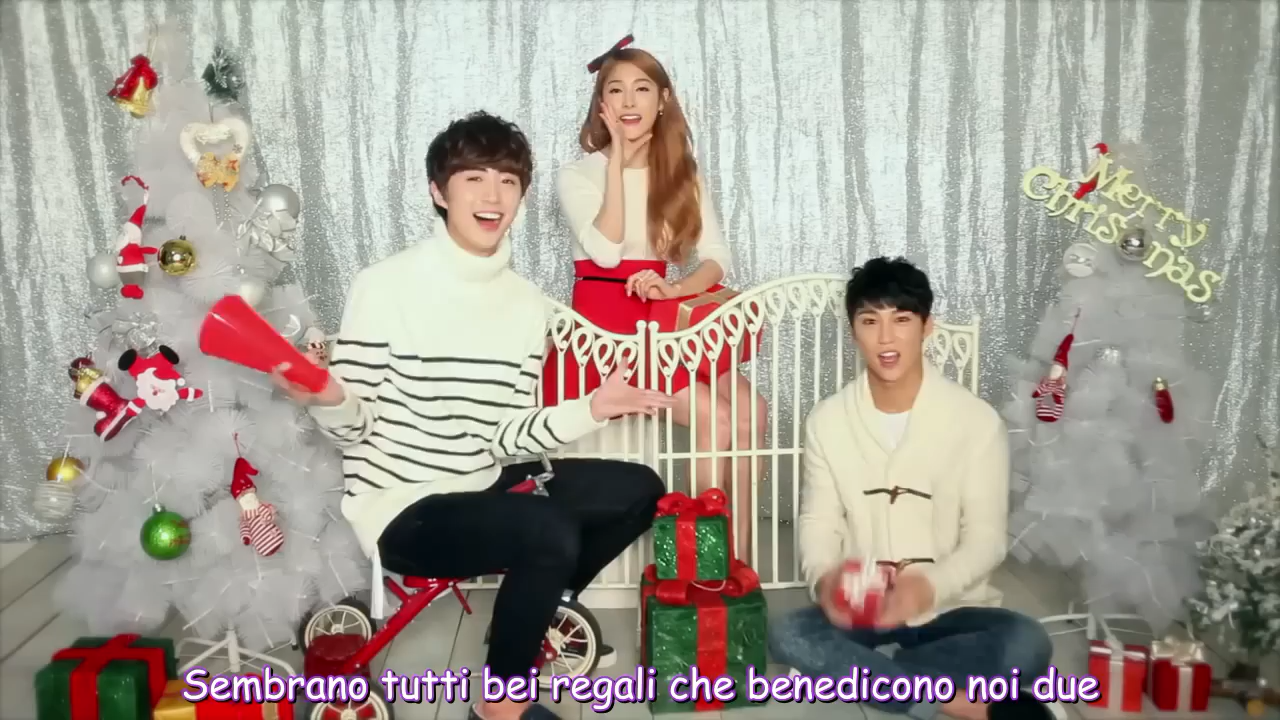 Merry
Christmas
Sembrano tutti bei regali che benedicono noi due